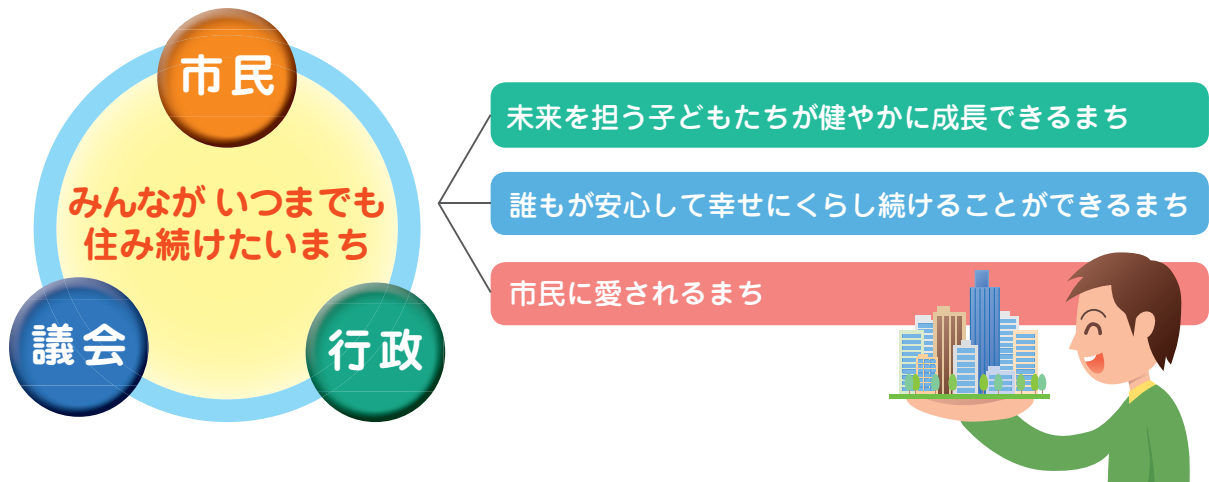 市民
みんなが いつまでも
住み続けたいまち
議会
行政
未来を担う子どもたちが健やかに成長できるまち
誰もが安心して幸せにくらし続けることができるまち
市民に愛されるまち